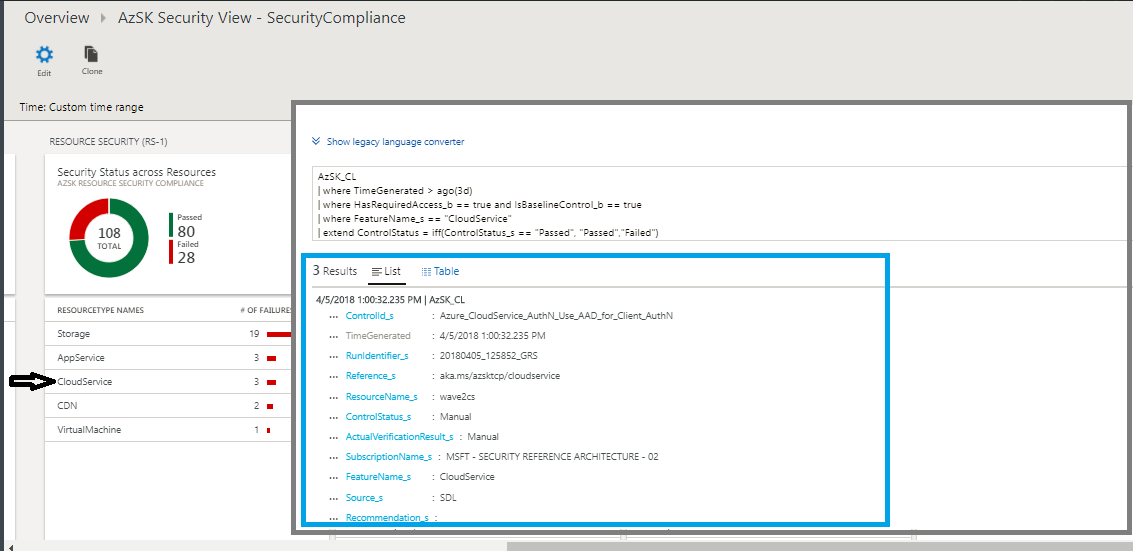 Overview AzSK Security View - SecurityCompliance
Edit
Clone
Time: Custom time range
RESOURCE SECURITY (RS-1)
Security Status across Resources
AZSK RESOURCE SECURITY COMPLIANCE
108
TOTAL
Passed
80
Failed
28
RESOURCETYPE NAMES # OF FAILURES
Storage 19
AppService 3
CloudService 3
CDN 2
VirtualMachine 1
Show legacy language converter
AzSK_CL
| where TimeGenerated > ago(3d)
| where HasRequiredAccess_b == true and IsBaselineControl_b == true
| where FeatureName_s == "CloudService"
| extend ControlStatus = iff(ControlStatus_s == "Passed", "Passed","Failed")
3 Results List Table
4/5/2018 1:00:32.235 PM | AzSK_CL
... ControlId_s : Azure_CloudService_AuthN_Use_AAD_for_Client_AuthN
... TimeGenerated : 4/5/2018 1:00:32.235 PM
... RunIdentifier_s : 20180405_125852_GRS
... Reference_s : aka.ms/azsktcp/cloudservice
... ResourceName_s : wave2cs
... ControlStatus_s : Manual
... ActualVerificationResult_s : Manual
... SubscriptionName_s : MSFT - SECURITY REFERENCE ARCHITECTURE - 02
... FeatureName_s : CloudService
... Source_s : SDL
... Recommendation_s :